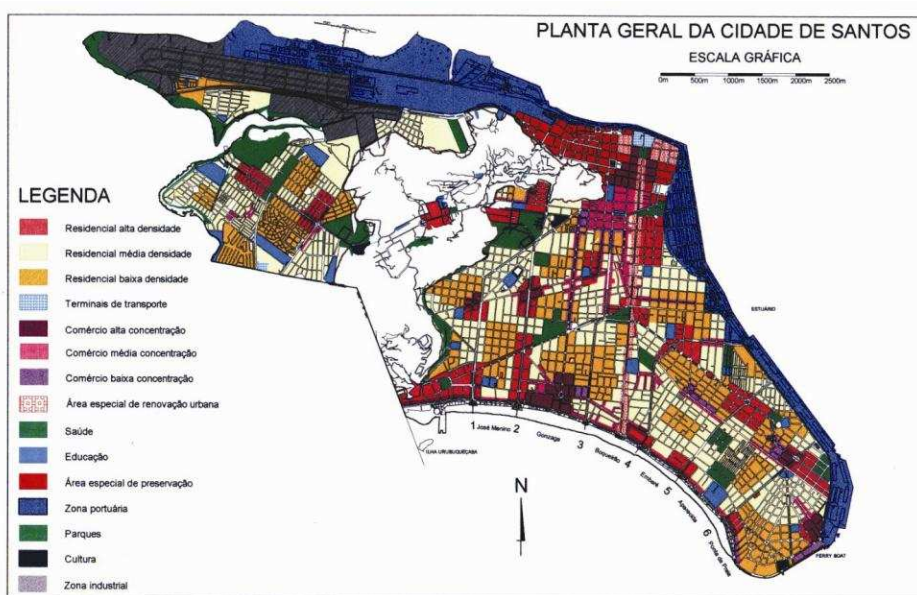 PLANTA GERAL DA CIDADE DE SANTOS
ESCALA GRÁFICA
0m 500m 1000m 1500m 2000m 2500m
LEGENDA
Residencial alta densidade
Residencial média densidade
Residencial baixa densidade
Terminais de transporte
Comércio alta concentração
Comércio média concentração
Comércio baixa concentração
Área especial de renovação urbana
Saúde
Educação
Área especial de preservação
Zona portuária
Parques
Cultura
Zona industrial
ESTUÁRIO
ILHA URUBUQUEÇABA
1 José Menino 2 Gonzaga 3 Boqueirão 4 Embaré 5 Aparecida 6 Ponta da Praia
FERRY BOAT
N